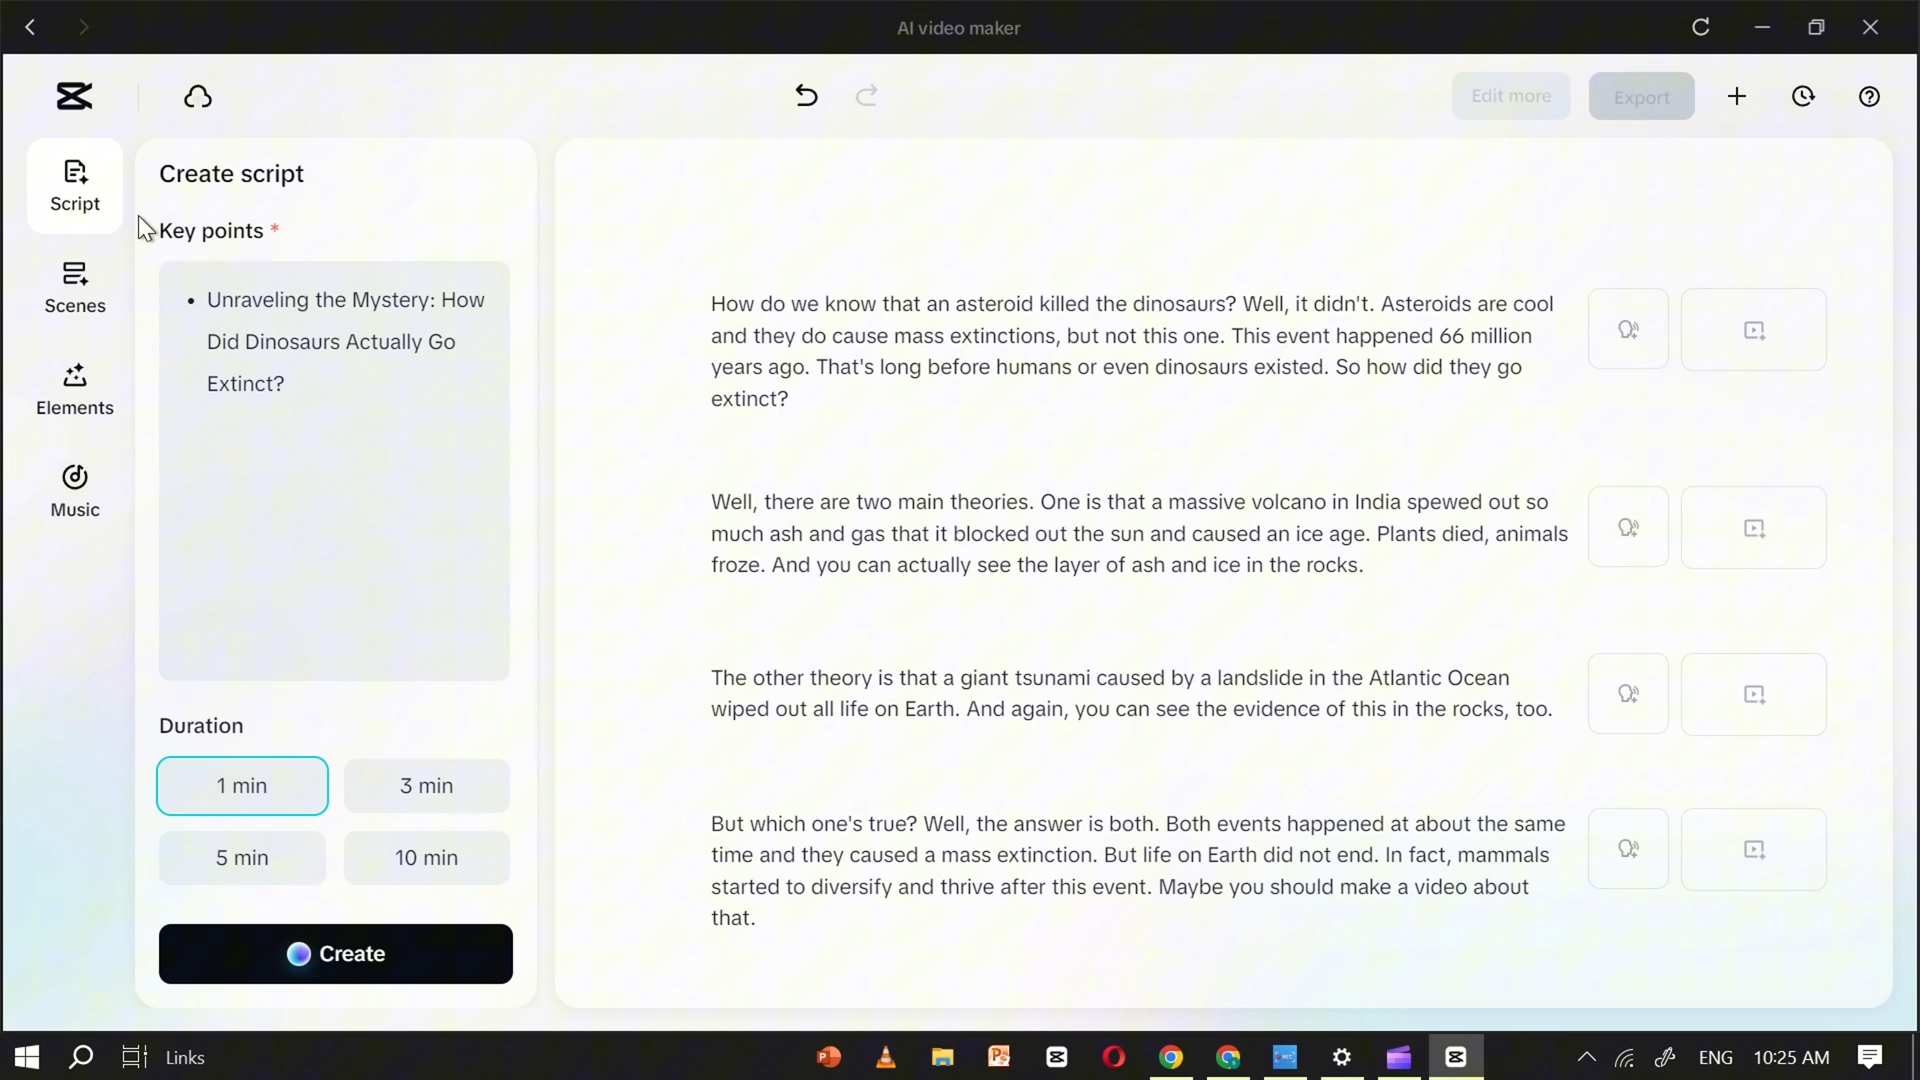 AI video maker
Edit more
Export
Script
Scenes
Elements
Music
Create script
Key points *
• Unraveling the Mystery: How
Did Dinosaurs Actually Go
Extinct?
Duration
1 min
3 min
5 min
10 min
Create
How do we know that an asteroid killed the dinosaurs? Well, it didn't. Asteroids are cool
and they do cause mass extinctions, but not this one. This event happened 66 million
years ago. That's long before humans or even dinosaurs existed. So how did they go
extinct?
Well, there are two main theories. One is that a massive volcano in India spewed out so
much ash and gas that it blocked out the sun and caused an ice age. Plants died, animals
froze. And you can actually see the layer of ash and ice in the rocks.
The other theory is that a giant tsunami caused by a landslide in the Atlantic Ocean
wiped out all life on Earth. And again, you can see the evidence of this in the rocks, too.
But which one's true? Well, the answer is both. Both events happened at about the same
time and they caused a mass extinction. But life on Earth did not end. In fact, mammals
started to diversify and thrive after this event. Maybe you should make a video about
that.
Links
ENG
10:25 AM